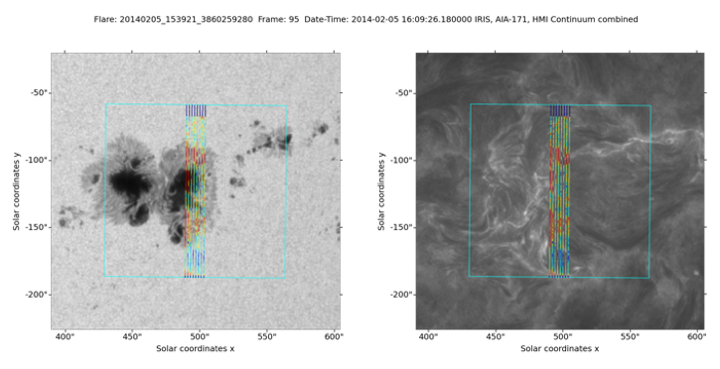 Flare: 20140205_153921_3860259280 Frame: 95 Date-Time: 2014-02-05 16:09:26.180000 IRIS, AIA-171, HMI Continuum combined
-50"
-100"
-150"
-200"
Solar coordinates y
400" 450" 500" 550" 600"
Solar coordinates x
-50"
-100"
-150"
-200"
Solar coordinates y
400" 450" 500" 550" 600"
Solar coordinates x